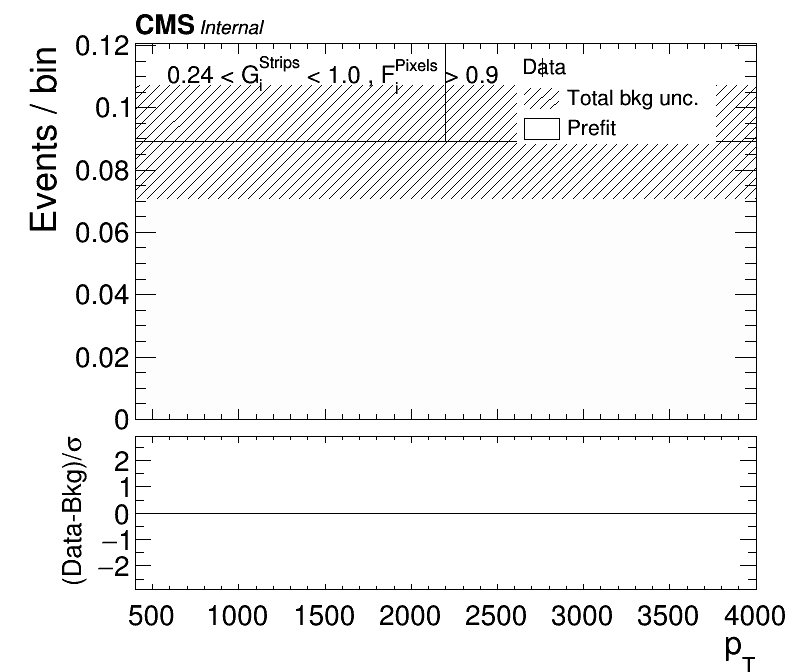 CMS Internal
0.24 < G_i^Strips < 1.0 , F_i^Pixels > 0.9
Data
Total bkg unc.
Prefit
Events / bin
0.12
0.1
0.08
0.06
0.04
0.02
0
(Data-Bkg)/σ
2
1
0
−1
−2
500 1000 1500 2000 2500 3000 3500 4000
p_T